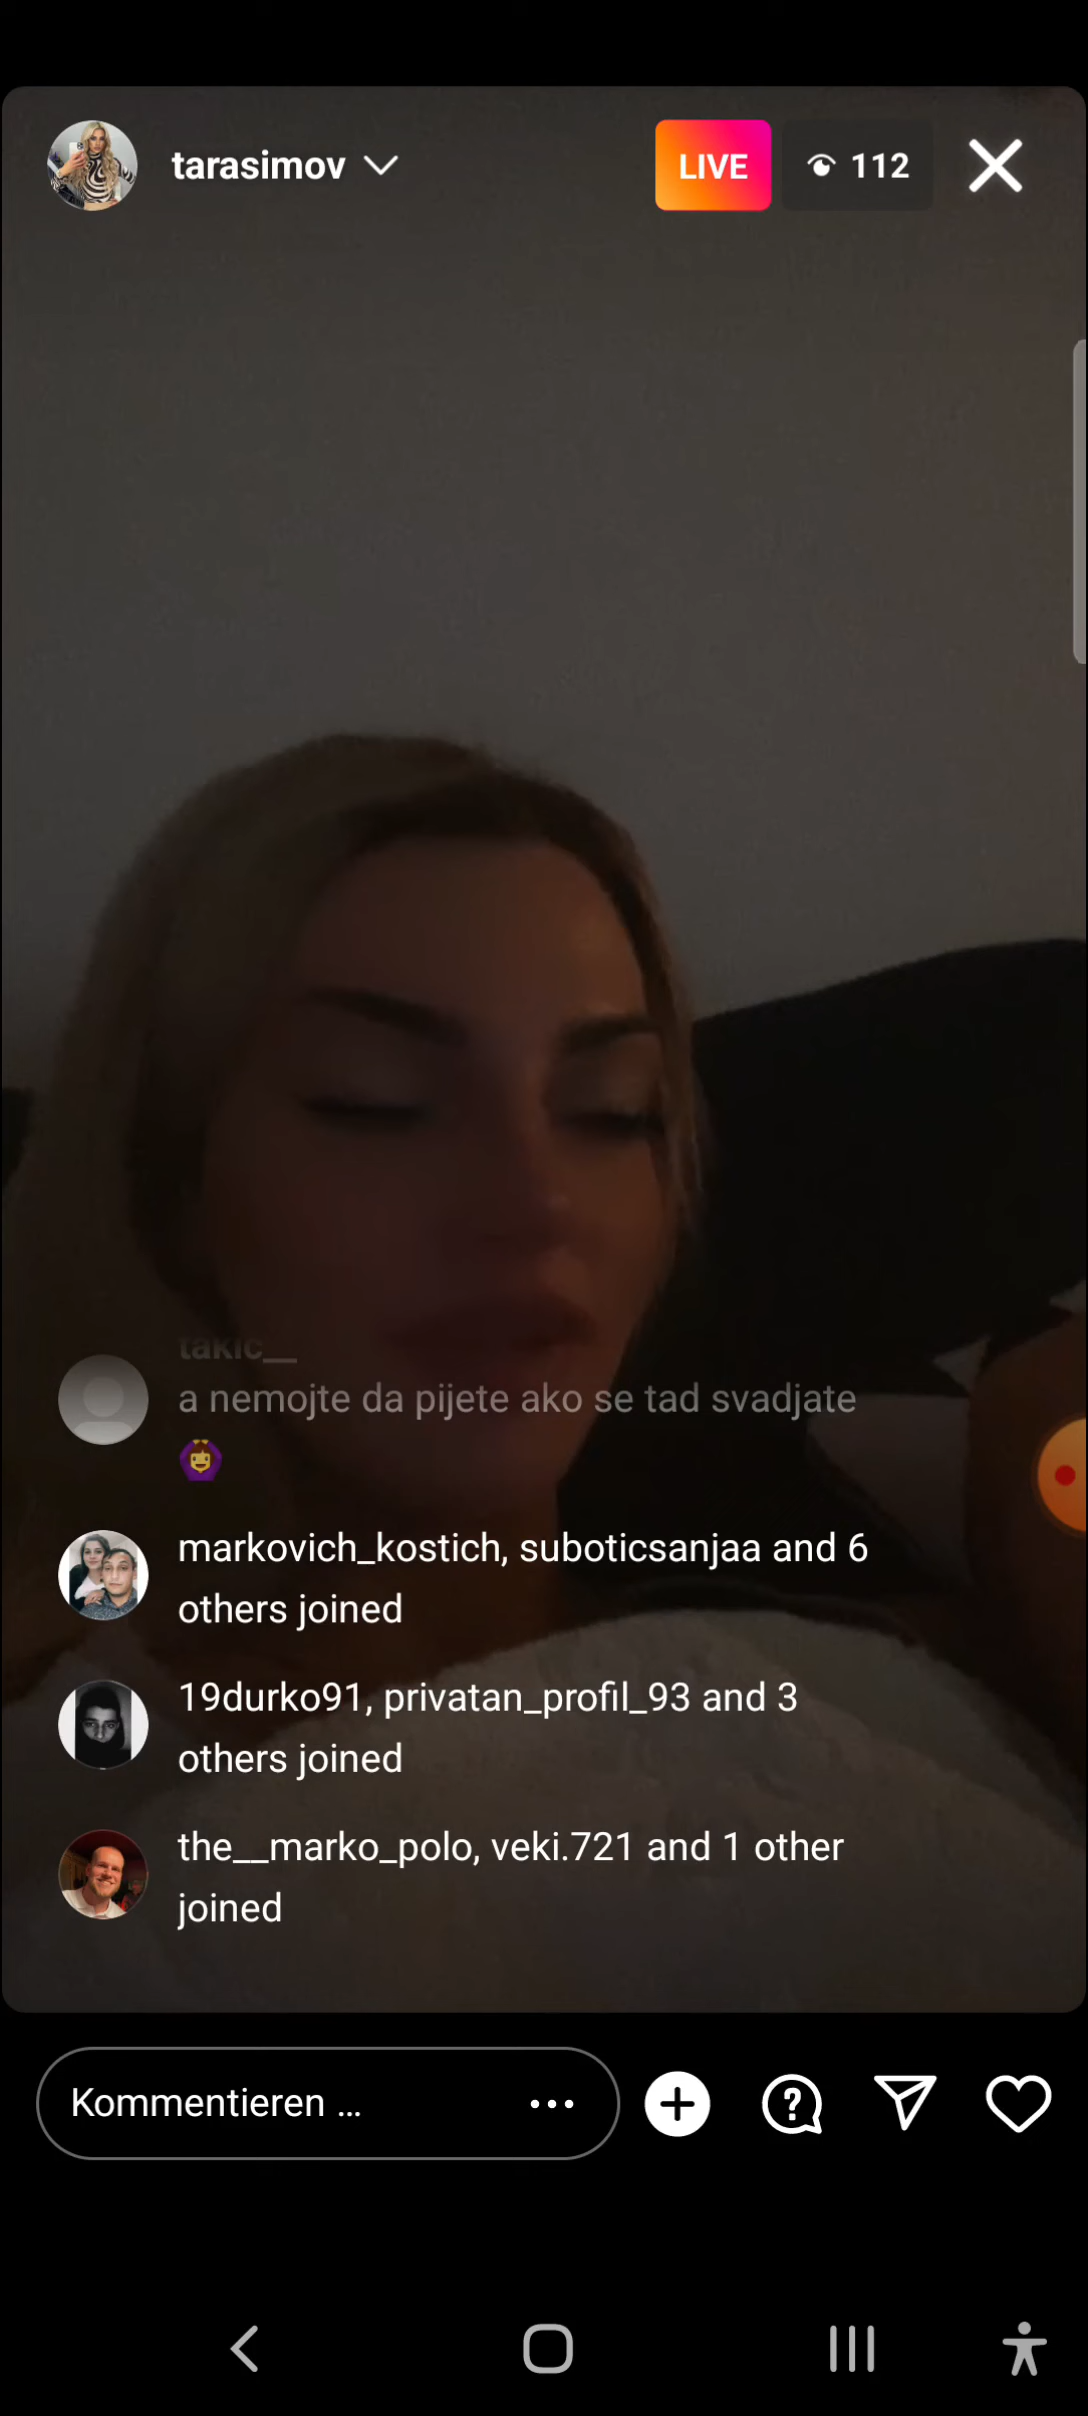 tarasimov
LIVE
112
takic__
a nemojte da pijete ako se tad svadjate
🙆
markovich_kostich, suboticsanjaa and 6
others joined
19durko91, privatan_profil_93 and 3
others joined
the__marko_polo, veki.721 and 1 other
joined
Kommentieren ...